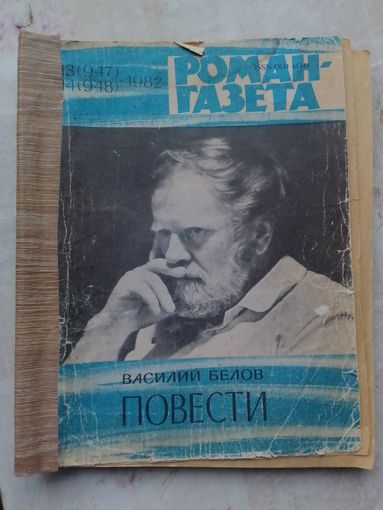 13(947)
14(948) · 1982
РОМАН-
ГАЗЕТА
ВАСИЛИЙ БЕЛОВ
ПОВЕСТИ